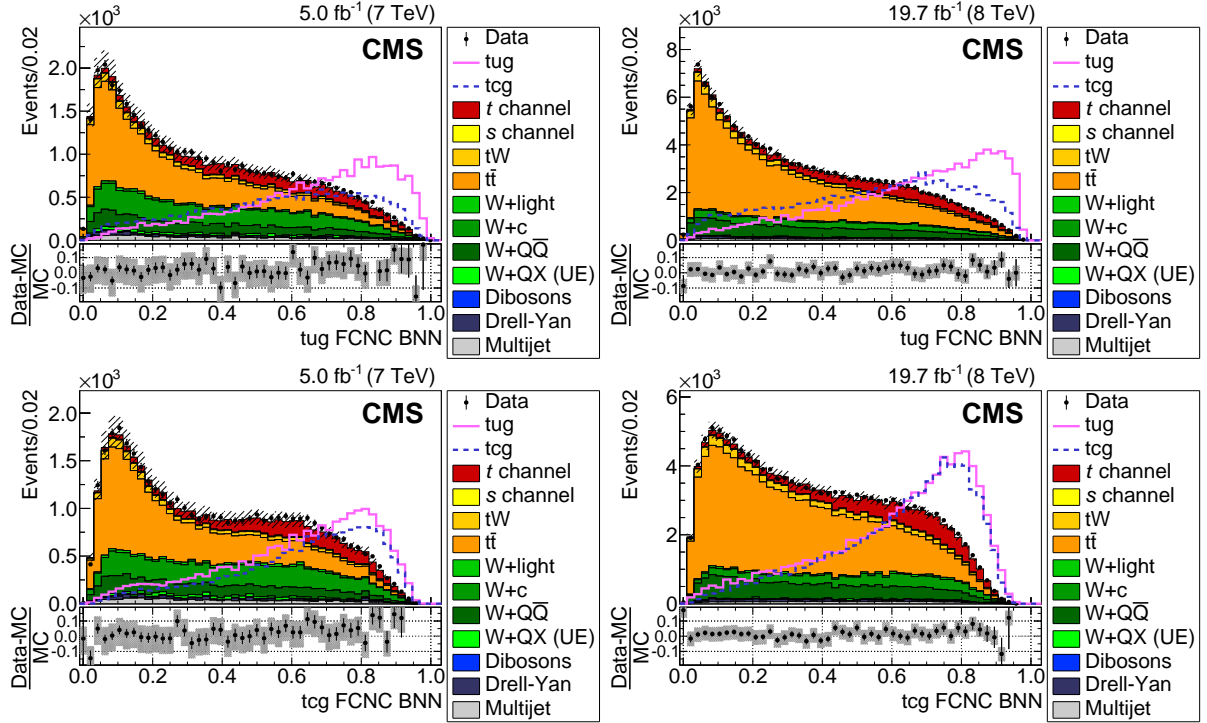 ×10³
5.0 fb⁻¹ (7 TeV)
CMS
Events/0.02
2.0
1.5
1.0
0.5
0.0
Data-MC
MC
0.1
0.0
-0.1
0.0 0.2 0.4 0.6 0.8 1.0
tug FCNC BNN
Data
tug
tcg
t channel
s channel
tW
tt̅
W+light
W+c
W+QQ̅
W+QX (UE)
Dibosons
Drell-Yan
Multijet
×10³
19.7 fb⁻¹ (8 TeV)
CMS
Events/0.02
8
6
4
2
0
Data-MC
MC
0.1
0.0
-0.1
0.0 0.2 0.4 0.6 0.8 1.0
tug FCNC BNN
Data
tug
tcg
t channel
s channel
tW
tt̅
W+light
W+c
W+QQ̅
W+QX (UE)
Dibosons
Drell-Yan
Multijet
×10³
5.0 fb⁻¹ (7 TeV)
CMS
Events/0.02
2.0
1.5
1.0
0.5
0.0
Data-MC
MC
0.1
0.0
-0.1
0.0 0.2 0.4 0.6 0.8 1.0
tcg FCNC BNN
Data
tug
tcg
t channel
s channel
tW
tt̅
W+light
W+c
W+QQ̅
W+QX (UE)
Dibosons
Drell-Yan
Multijet
×10³
19.7 fb⁻¹ (8 TeV)
CMS
Events/0.02
6
4
2
0
Data-MC
MC
0.1
0.0
-0.1
0.0 0.2 0.4 0.6 0.8 1.0
tcg FCNC BNN
Data
tug
tcg
t channel
s channel
tW
tt̅
W+light
W+c
W+QQ̅
W+QX (UE)
Dibosons
Drell-Yan
Multijet